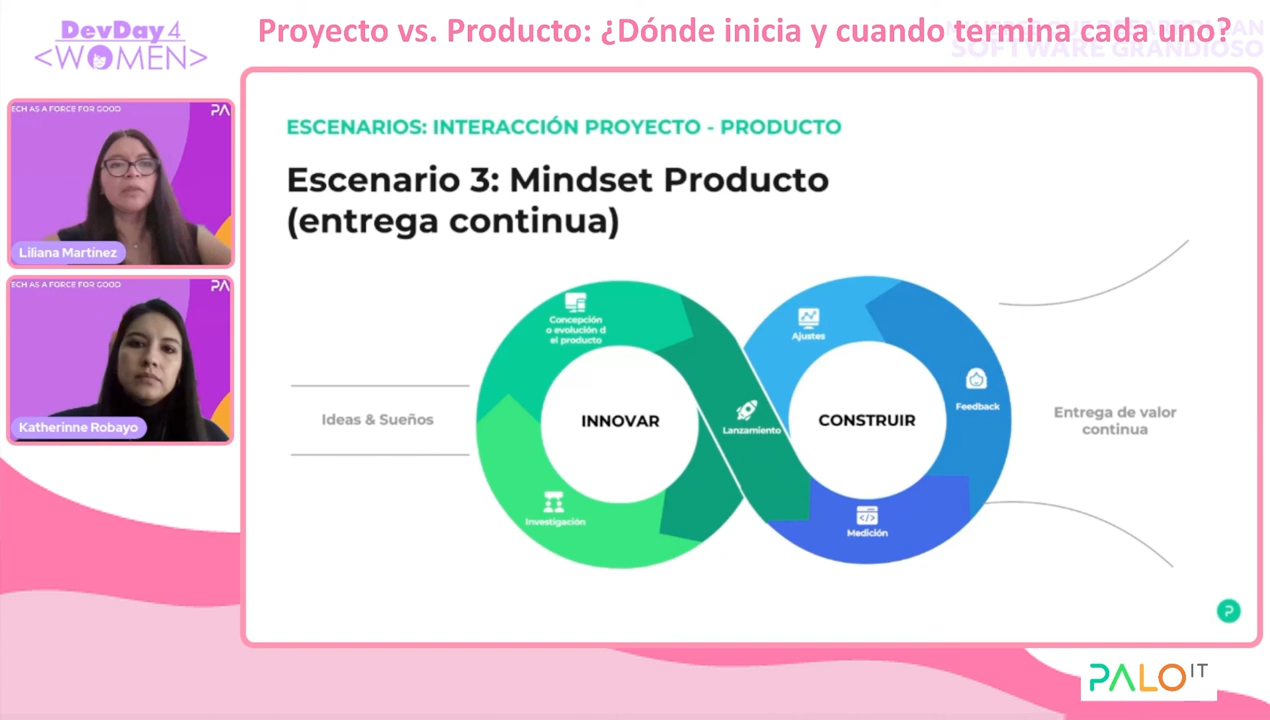 DevDay4
<WOMEN>
Proyecto vs. Producto: ¿Dónde inicia y cuando termina cada uno?
SOFTWARE GRANDIOSO
ECH AS A FORCE FOR GOOD
PA
Liliana Martínez
ECH AS A FORCE FOR GOOD
PA
Katherinne Robayo
ESCENARIOS: INTERACCIÓN PROYECTO - PRODUCTO
Escenario 3: Mindset Producto
(entrega continua)
Ideas & Sueños
Concepción
o evolución d
el producto
INNOVAR
Investigación
Lanzamiento
Ajustes
CONSTRUIR
Feedback
Medición
Entrega de valor
continua
PALO IT